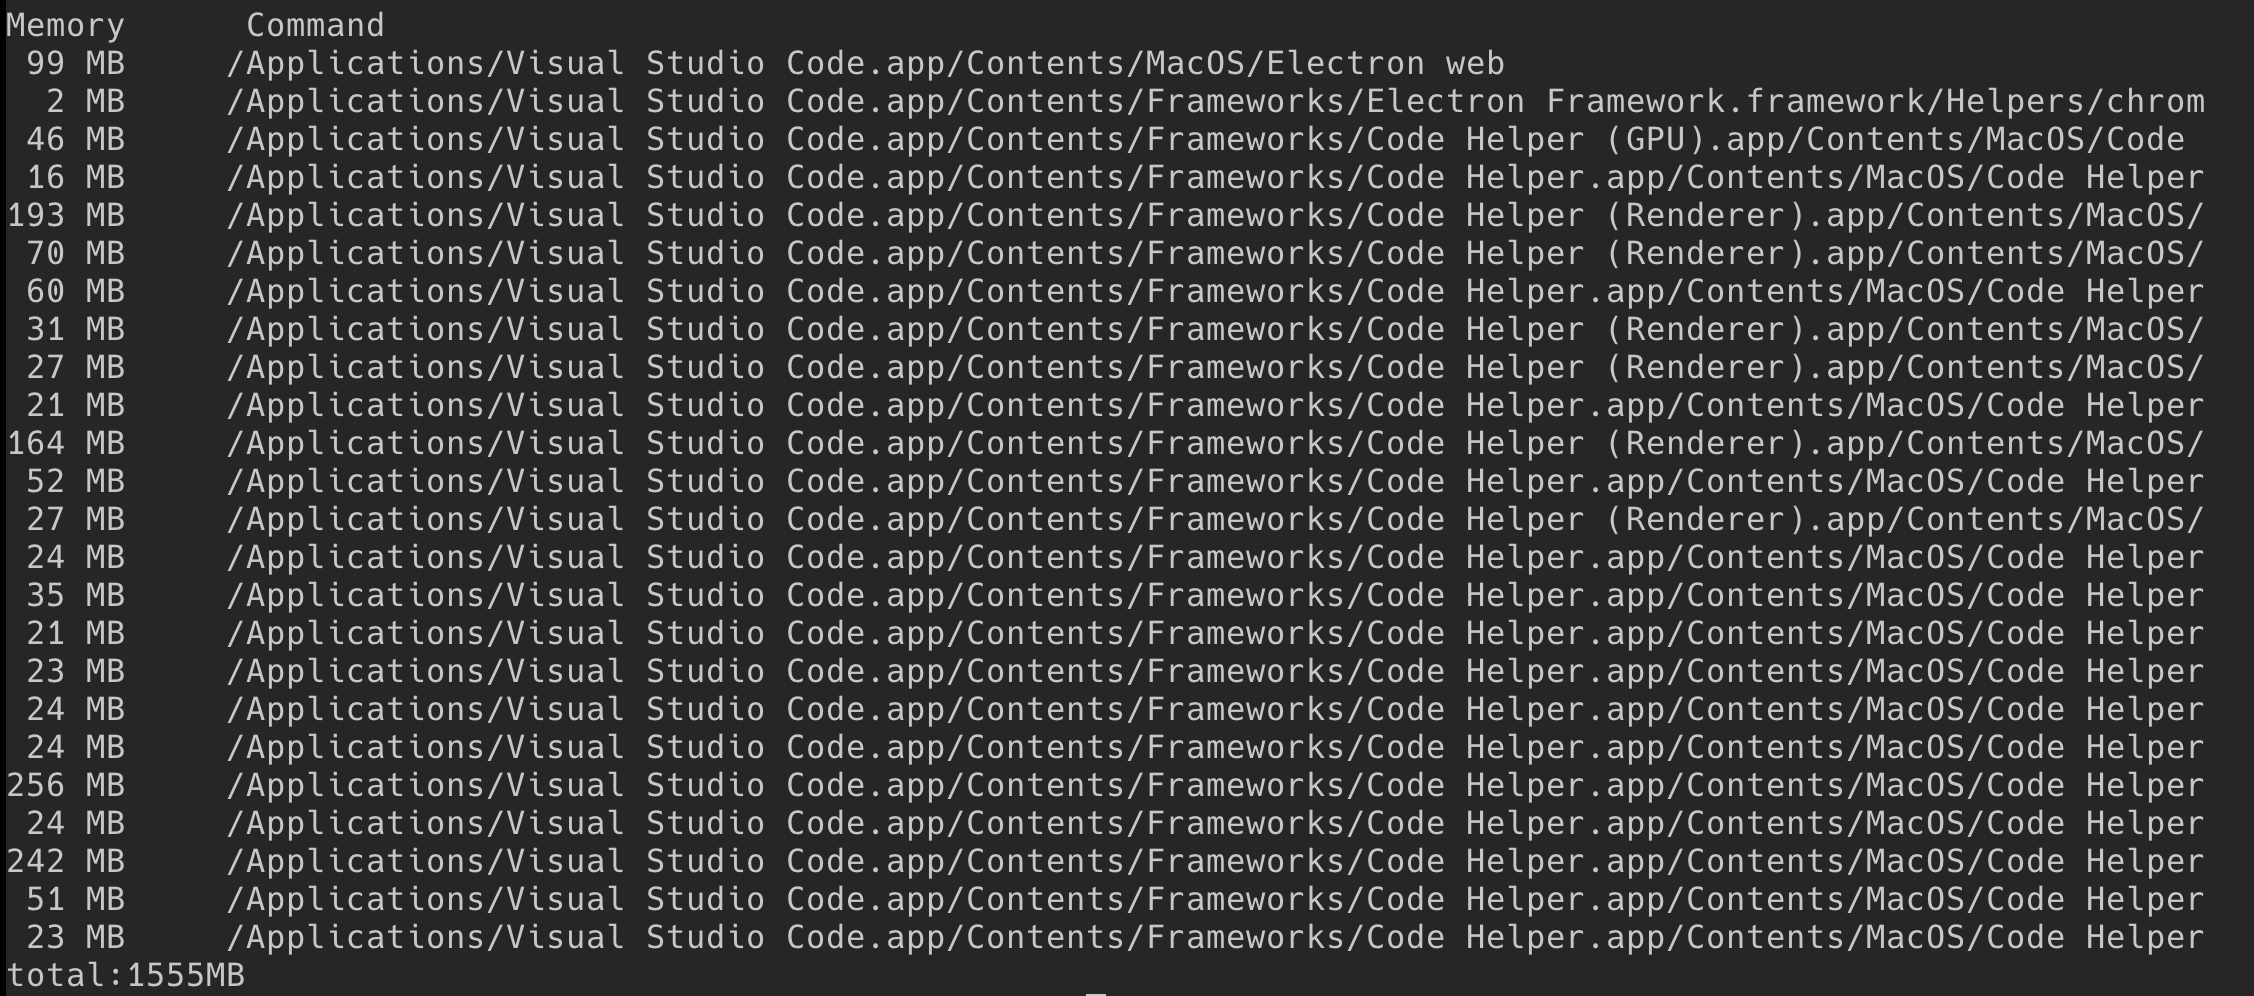 Memory      Command
 99 MB     /Applications/Visual Studio Code.app/Contents/MacOS/Electron web
  2 MB     /Applications/Visual Studio Code.app/Contents/Frameworks/Electron Framework.framework/Helpers/chrom
 46 MB     /Applications/Visual Studio Code.app/Contents/Frameworks/Code Helper (GPU).app/Contents/MacOS/Code
 16 MB     /Applications/Visual Studio Code.app/Contents/Frameworks/Code Helper.app/Contents/MacOS/Code Helper
193 MB     /Applications/Visual Studio Code.app/Contents/Frameworks/Code Helper (Renderer).app/Contents/MacOS/
 70 MB     /Applications/Visual Studio Code.app/Contents/Frameworks/Code Helper (Renderer).app/Contents/MacOS/
 60 MB     /Applications/Visual Studio Code.app/Contents/Frameworks/Code Helper.app/Contents/MacOS/Code Helper
 31 MB     /Applications/Visual Studio Code.app/Contents/Frameworks/Code Helper (Renderer).app/Contents/MacOS/
 27 MB     /Applications/Visual Studio Code.app/Contents/Frameworks/Code Helper (Renderer).app/Contents/MacOS/
 21 MB     /Applications/Visual Studio Code.app/Contents/Frameworks/Code Helper.app/Contents/MacOS/Code Helper
164 MB     /Applications/Visual Studio Code.app/Contents/Frameworks/Code Helper (Renderer).app/Contents/MacOS/
 52 MB     /Applications/Visual Studio Code.app/Contents/Frameworks/Code Helper.app/Contents/MacOS/Code Helper
 27 MB     /Applications/Visual Studio Code.app/Contents/Frameworks/Code Helper (Renderer).app/Contents/MacOS/
 24 MB     /Applications/Visual Studio Code.app/Contents/Frameworks/Code Helper.app/Contents/MacOS/Code Helper
 35 MB     /Applications/Visual Studio Code.app/Contents/Frameworks/Code Helper.app/Contents/MacOS/Code Helper
 21 MB     /Applications/Visual Studio Code.app/Contents/Frameworks/Code Helper.app/Contents/MacOS/Code Helper
 23 MB     /Applications/Visual Studio Code.app/Contents/Frameworks/Code Helper.app/Contents/MacOS/Code Helper
 24 MB     /Applications/Visual Studio Code.app/Contents/Frameworks/Code Helper.app/Contents/MacOS/Code Helper
 24 MB     /Applications/Visual Studio Code.app/Contents/Frameworks/Code Helper.app/Contents/MacOS/Code Helper
256 MB     /Applications/Visual Studio Code.app/Contents/Frameworks/Code Helper.app/Contents/MacOS/Code Helper
 24 MB     /Applications/Visual Studio Code.app/Contents/Frameworks/Code Helper.app/Contents/MacOS/Code Helper
242 MB     /Applications/Visual Studio Code.app/Contents/Frameworks/Code Helper.app/Contents/MacOS/Code Helper
 51 MB     /Applications/Visual Studio Code.app/Contents/Frameworks/Code Helper.app/Contents/MacOS/Code Helper
 23 MB     /Applications/Visual Studio Code.app/Contents/Frameworks/Code Helper.app/Contents/MacOS/Code Helper
total:1555MB